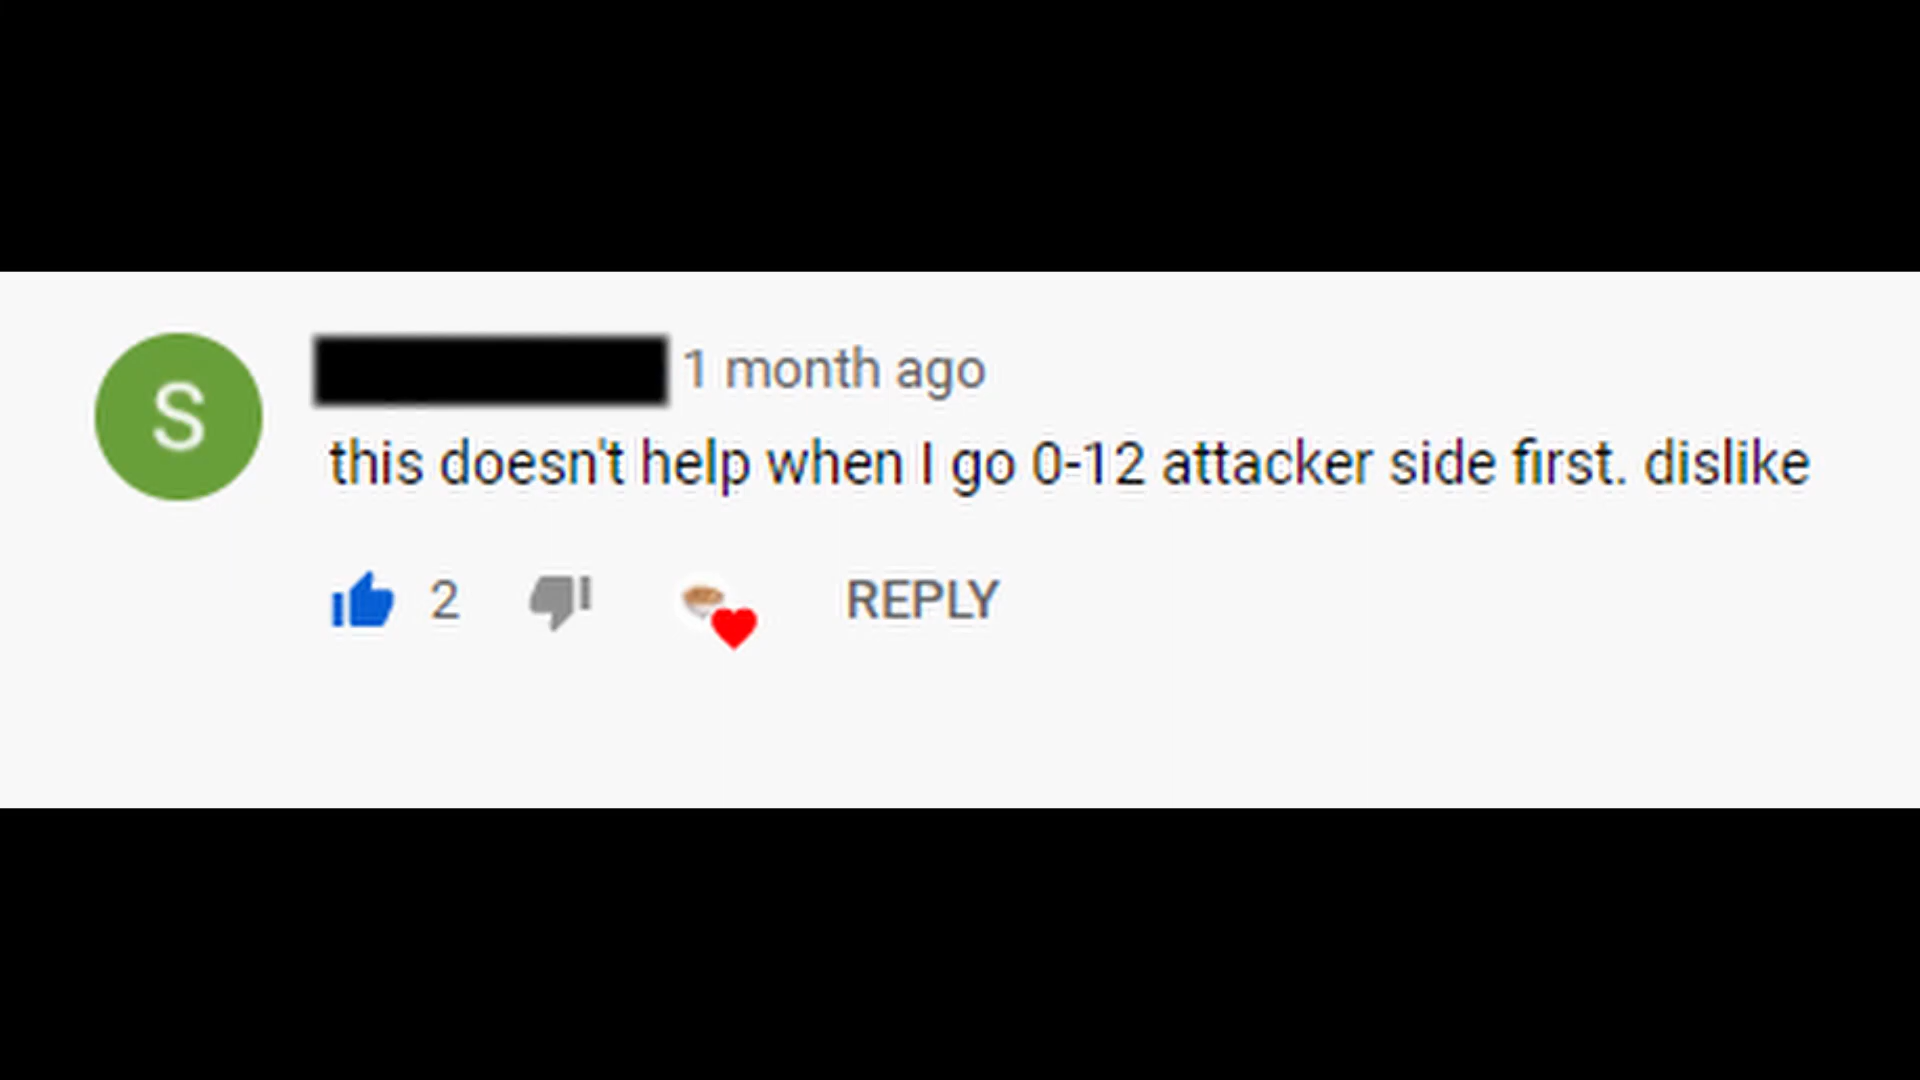 S
1 month ago
this doesn't help when I go 0-12 attacker side first. dislike
2
REPLY